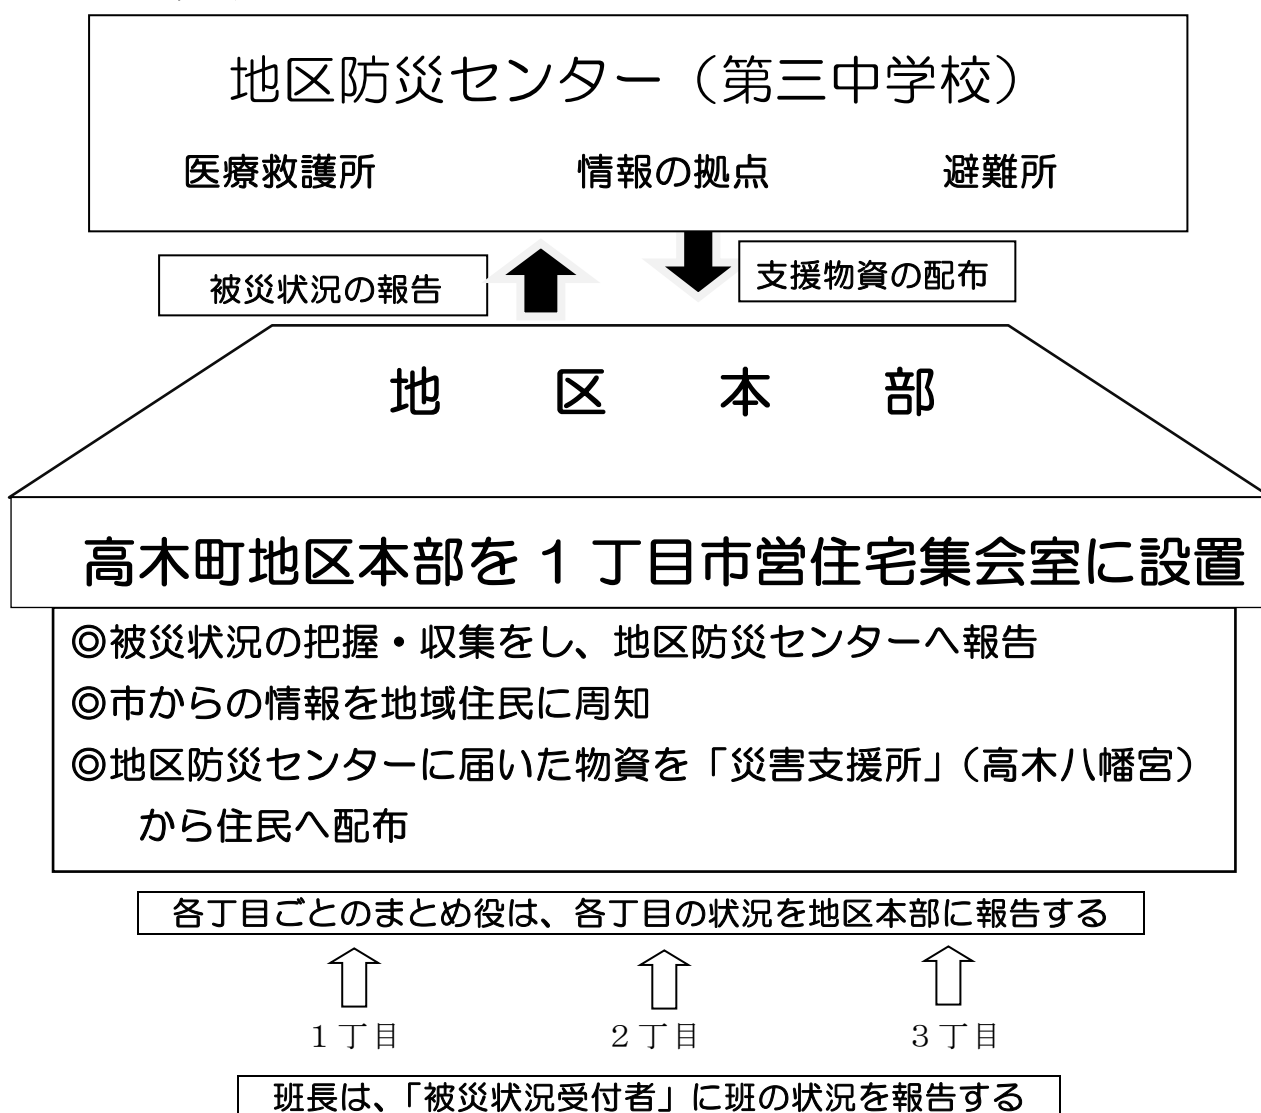 地区防災センター（第三中学校）
医療救護所 情報の拠点 避難所
被災状況の報告
支援物資の配布
地区本部
高木町地区本部を１丁目市営住宅集会室に設置
◎被災状況の把握・収集をし、地区防災センターへ報告
◎市からの情報を地域住民に周知
◎地区防災センターに届いた物資を「災害支援所」（高木八幡宮）
から住民へ配布
各丁目ごとのまとめ役は、各丁目の状況を地区本部に報告する
１丁目 ２丁目 ３丁目
班長は、「被災状況受付者」に班の状況を報告する